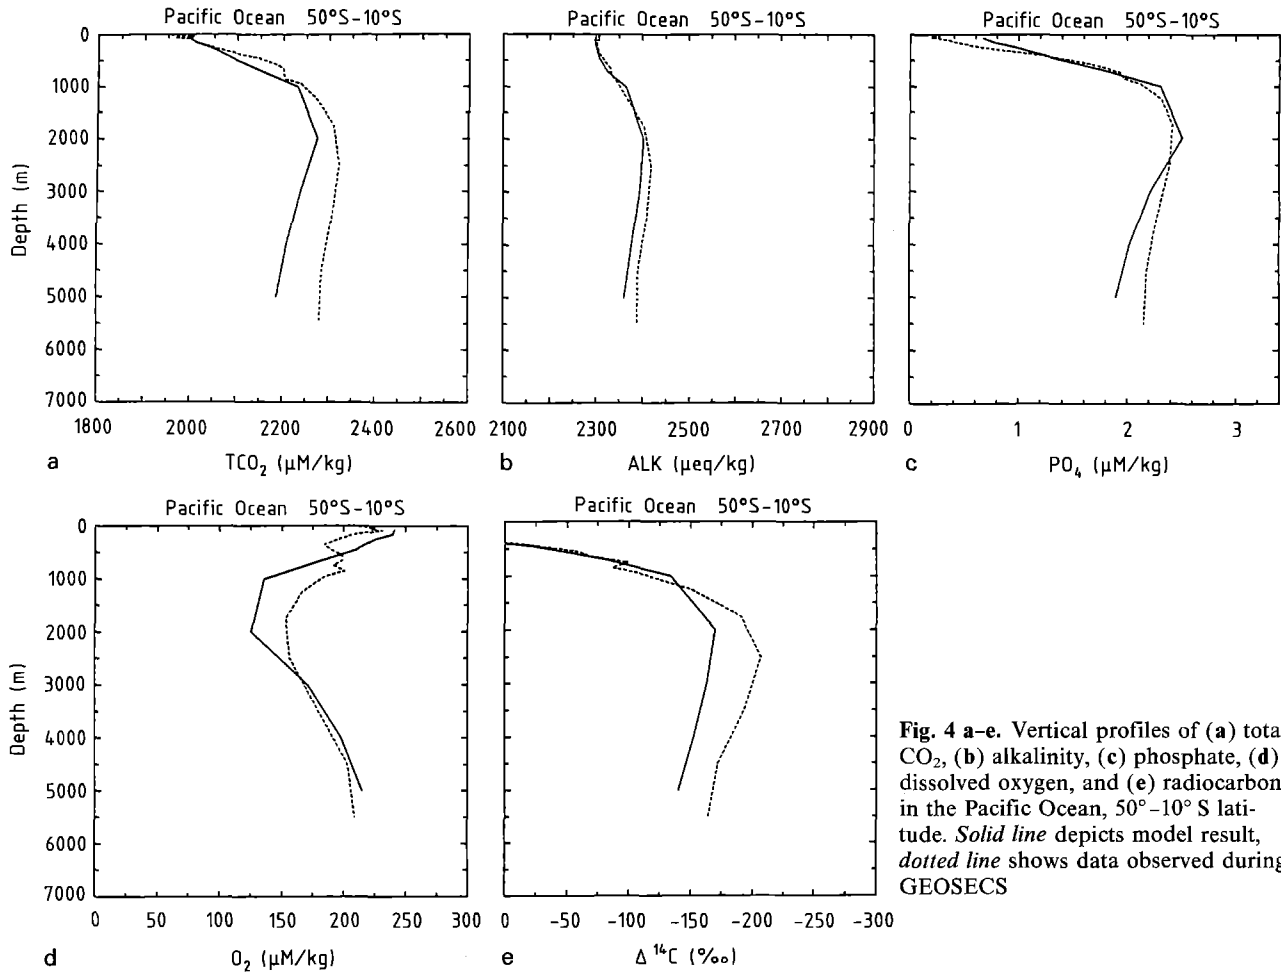 Pacific Ocean 50°S-10°S
Pacific Ocean 50°S-10°S
Pacific Ocean 50°S-10°S
0
1000
2000
3000
4000
5000
6000
7000
Depth (m)
1800 2000 2200 2400 2600
2100 2300 2500 2700 2900
0 1 2 3
a TCO₂ (μM/kg)
b ALK (μeq/kg)
c PO₄ (μM/kg)
Pacific Ocean 50°S-10°S
Pacific Ocean 50°S-10°S
0
1000
2000
3000
4000
5000
6000
7000
Depth (m)
0 50 100 150 200 250 300
0 -50 -100 -150 -200 -250 -300
d O₂ (μM/kg)
e Δ ¹⁴C (‰)
Fig. 4 a–e. Vertical profiles of (a) tota
CO₂, (b) alkalinity, (c) phosphate, (d)
dissolved oxygen, and (e) radiocarbon
in the Pacific Ocean, 50°–10° S lati-
tude. Solid line depicts model result,
dotted line shows data observed during
GEOSECS